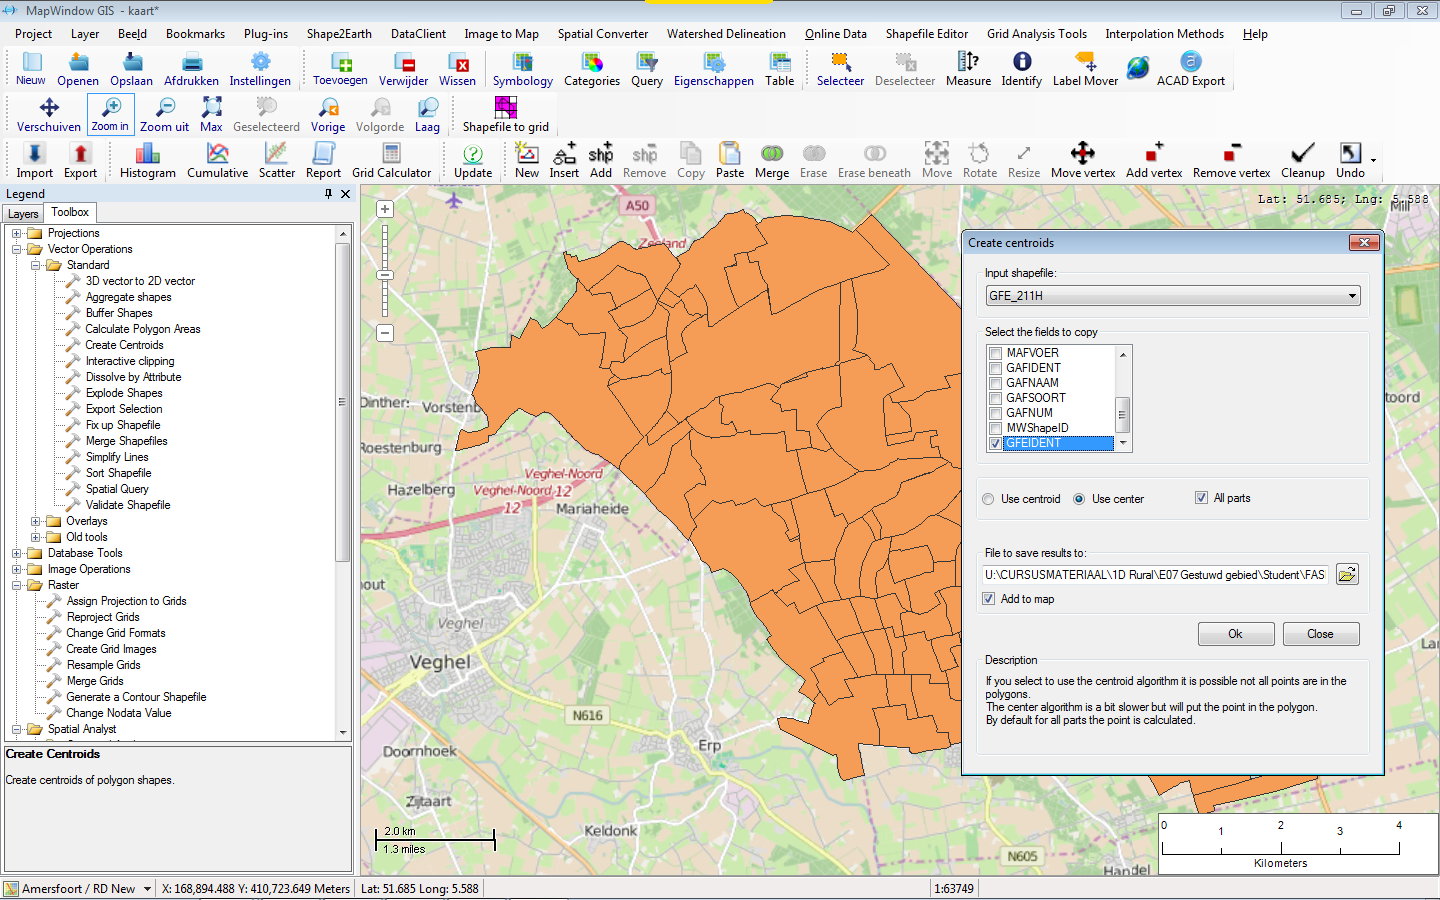 MapWindow GIS - kaart*
Project Layer Beeld Bookmarks Plug-ins Shape2Earth DataClient Image to Map Spatial Converter Watershed Delineation Online Data Shapefile Editor Grid Analysis Tools Interpolation Methods Help
Nieuw Openen Opslaan Afdrukken Instellingen Toevoegen Verwijder Wissen Symbology Categories Query Eigenschappen Table Selecteer Deselecteer Measure Identify Label Mover ACAD Export
Verschuiven Zoom in Zoom uit Max Geselecteerd Vorige Volgorde Laag Shapefile to grid
Import Export Histogram Cumulative Scatter Report Grid Calculator Update New Insert Add Remove Copy Paste Merge Erase Erase beneath Move Rotate Resize Move vertex Add vertex Remove vertex Cleanup Undo
Legend
Layers Toolbox
Projections
Vector Operations
Standard
3D vector to 2D vector
Aggregate shapes
Buffer Shapes
Calculate Polygon Areas
Create Centroids
Interactive clipping
Dissolve by Attribute
Explode Shapes
Export Selection
Fix up Shapefile
Merge Shapefiles
Simplify Lines
Sort Shapefile
Spatial Query
Validate Shapefile
Overlays
Old tools
Database Tools
Image Operations
Raster
Assign Projection to Grids
Reproject Grids
Change Grid Formats
Create Grid Images
Resample Grids
Merge Grids
Generate a Contour Shapefile
Change Nodata Value
Spatial Analyst
Create Centroids
Create centroids of polygon shapes.
Lat: 51.685; Lng: 5.588
Mill
A50
Zeeland
Dinther:
Vorstenb
Roestenburg
Hazelberg
Veghel-Noord
Veghel-Noord 12
12
Mariaheide
hout
Veghel
Veghel
N616
Doornhoek
Erp
Zijtaart
Keldonk
N605
Handel
toord
Lar
2.0 km
1.3 miles
Create centroids
Input shapefile:
GFE_211H
Select the fields to copy
MAFVOER
GAFIDENT
GAFNAAM
GAFSOORT
GAFNUM
MWShapeID
GFEIDENT
Use centroid Use center All parts
File to save results to:
U:\CURSUSMATERIAAL\1D Rural\E07 Gestuwd gebied\Student\FAS
Add to map
Ok Close
Description
If you select to use the centroid algorithm it is possible not all points are in the
polygons.
The center algorithm is a bit slower but will put the point in the polygon.
By default for all parts the point is calculated.
0 1 2 3 4
Kilometers
Amersfoort / RD New X: 168,894.488 Y: 410,723.649 Meters Lat: 51.685 Long: 5.588 1:63749